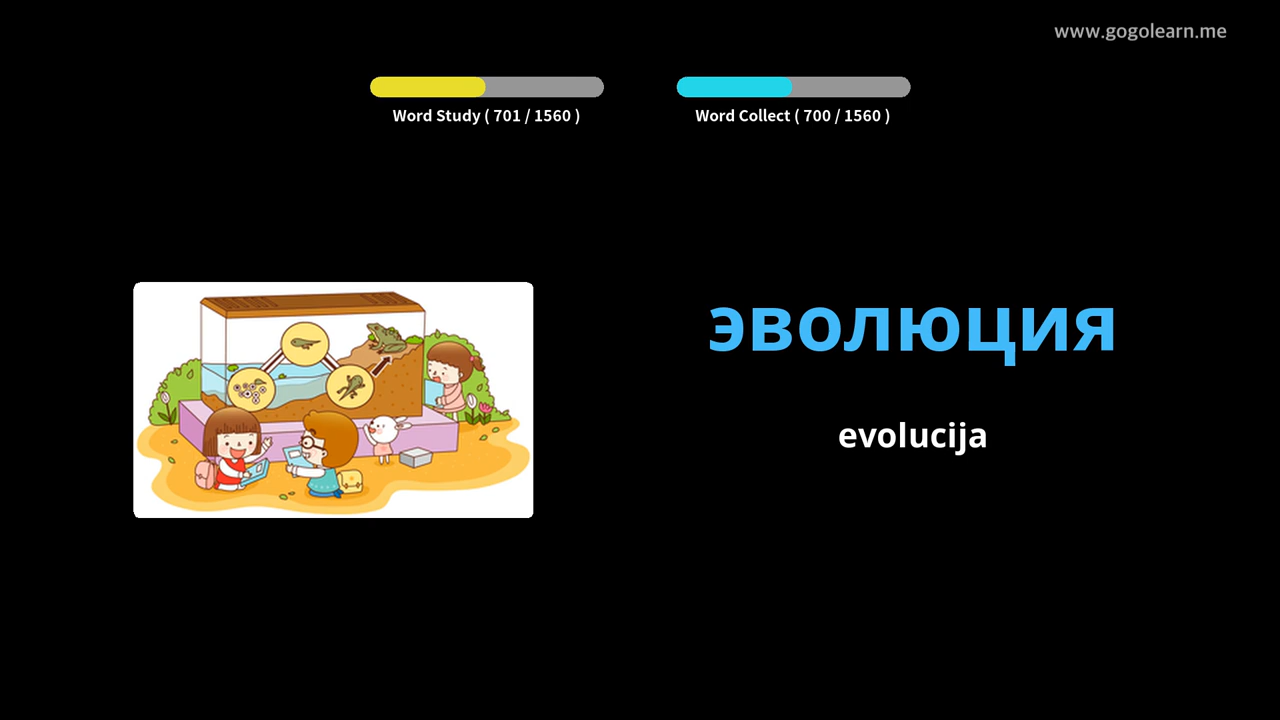 www.gogolearn.me
Word Study ( 701 / 1560 )
Word Collect ( 700 / 1560 )
эволюция
evolucija